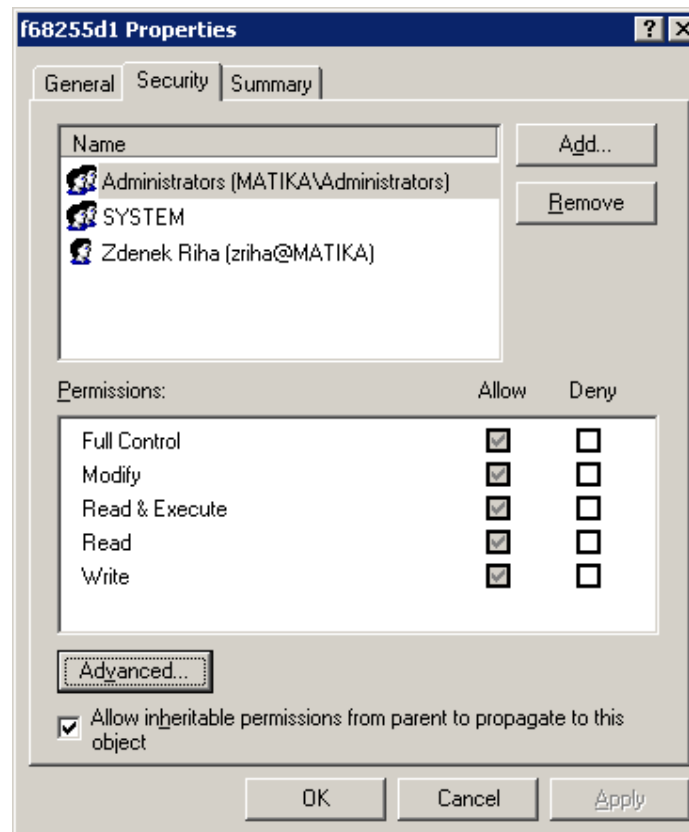 f68255d1 Properties
General Security Summary
Name
Add...
Administrators (MATIKA\Administrators)
SYSTEM
Remove
Zdenek Riha (zriha@MATIKA)
Permissions: Allow Deny
Full Control
Modify
Read & Execute
Read
Write
Advanced...
Allow inheritable permissions from parent to propagate to this
object
OK Cancel Apply